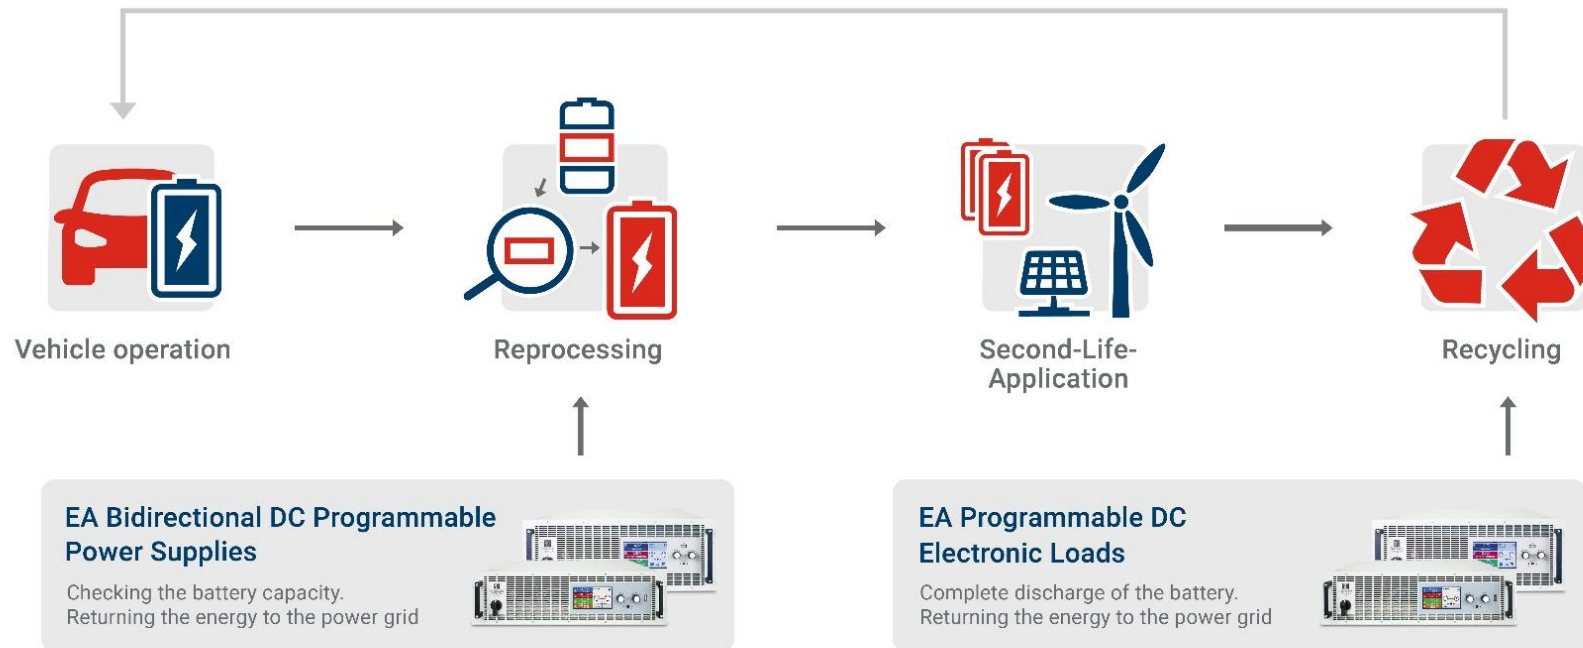 Vehicle operation
Reprocessing
Second-Life-
Application
Recycling
EA Bidirectional DC Programmable
Power Supplies
Checking the battery capacity.
Returning the energy to the power grid
EA Programmable DC
Electronic Loads
Complete discharge of the battery.
Returning the energy to the power grid